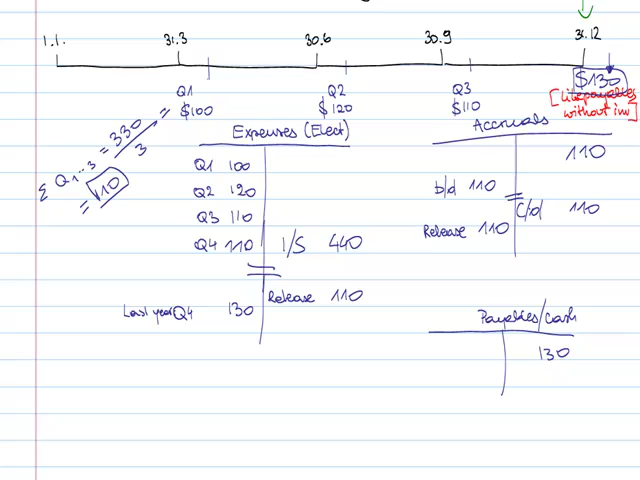 1.1. 31.3 30.6 30.9 31.12
$130
Q1 Q2 Q3
$100 $120 $110
[Like payables
without inv]
Σ Q1...3 = 330 =
3
= 110
Expenses (Elect)
Q1 100
Q2 120
Q3 110
Q4 110 I/S 440
Release 110
Last year Q4 130
Accruals
110
b/d 110
C/d 110
Release 110
Payables/cash
130